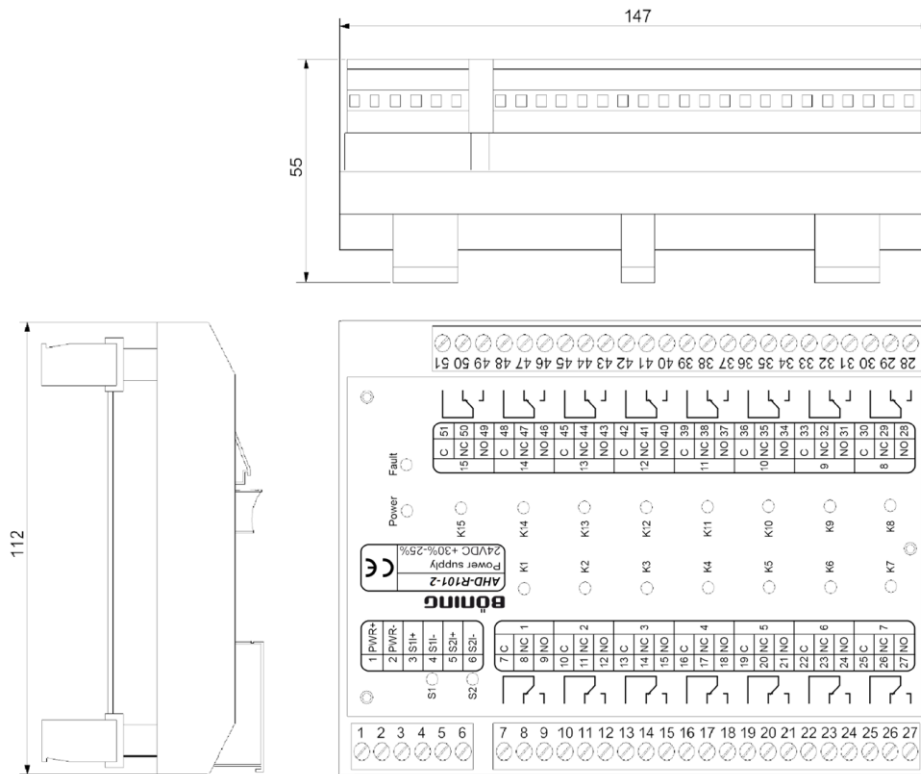 147
55
112
51 50 49 48 47 46 45 44 43 42 41 40 39 38 37 36 35 34 33 32 31 30 29 28
C 51 NC 50 NO 49 15
C 48 NC 47 NO 46 14
C 45 NC 44 NO 43 13
C 42 NC 41 NO 40 12
C 39 NC 38 NO 37 11
C 36 NC 35 NO 34 10
C 33 NC 32 NO 31 9
C 30 NC 29 NO 28 8
Fault
Power
K15 K14 K13 K12 K11 K10 K9 K8
K1 K2 K3 K4 K5 K6 K7
CE
24VDC +30%-25%
Power supply
AHD-R101-2
BÖNING
1 PWR+
2 PWR-
3 S1I+
4 S1I-
5 S2I+
6 S2I-
S1
S2
7 C 8 NC 9 NO 1
10 C 11 NC 12 NO 2
13 C 14 NC 15 NO 3
16 C 17 NC 18 NO 4
19 C 20 NC 21 NO 5
22 C 23 NC 24 NO 6
25 C 26 NC 27 NO 7
1 2 3 4 5 6 7 8 9 10 11 12 13 14 15 16 17 18 19 20 21 22 23 24 25 26 27